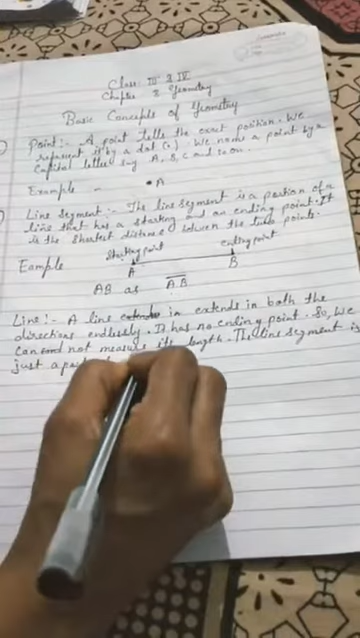 Class III & IV
Chapter 8 Geometry
Basic Concepts of Geometry
Point:- A point tells the exact position. We
represent it by a dot (.). We name a point by a
capital letter say A, B, C and so on.
Example - • A
Line Segment:- The line segment is a portion of a
line that has a starting and an ending point. It
is the shortest distance between the two points.
Starting point ending point
Eample A B
AB as AB
Line:- A line extends in extends in both the
directions endlessly. It has no ending point. So, we
can not measure its length. The line segment is
just a